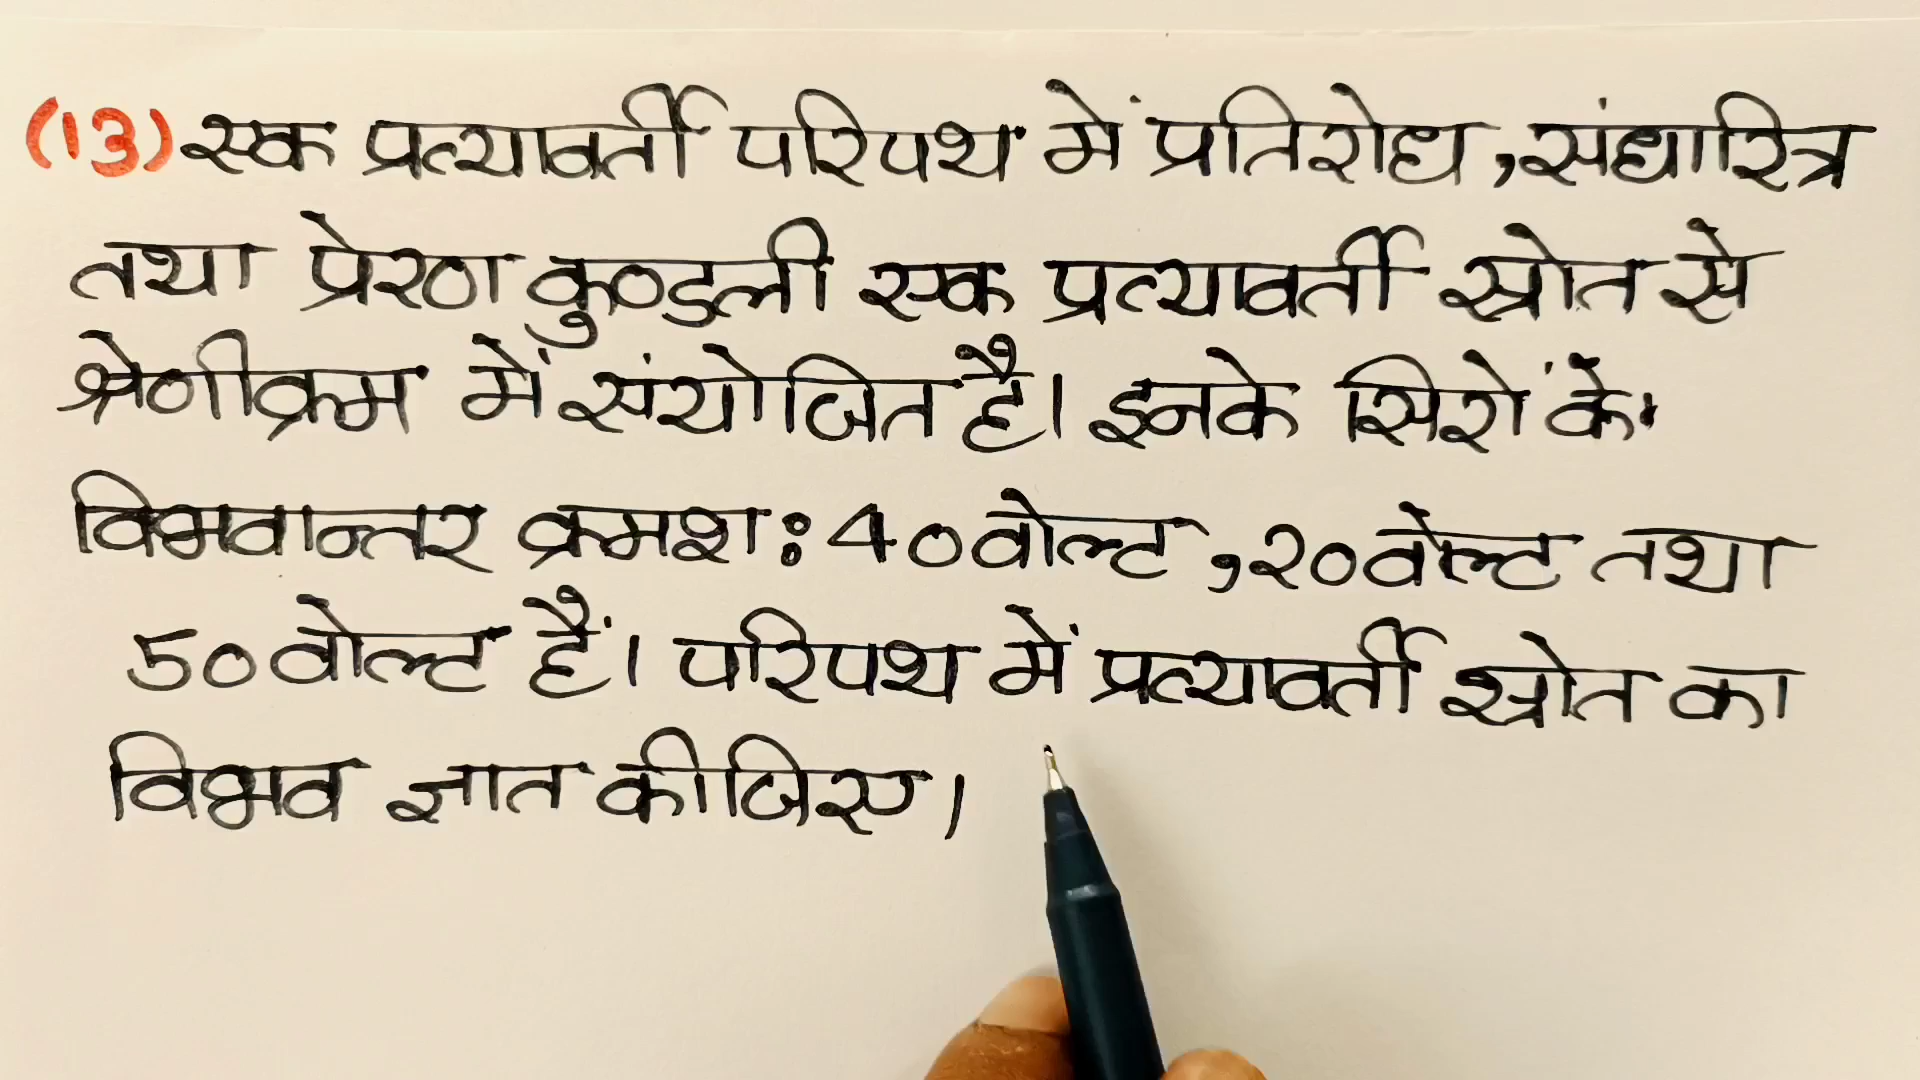 (13) एक प्रत्यावर्ती परिपथ में प्रतिरोध, संधारित्र
तथा प्रेरण कुण्डली एक प्रत्यावर्ती स्रोत से
श्रेणीक्रम में संयोजित है। इनके सिरों के
विभवान्तर क्रमशः 40 वोल्ट, 20 वोल्ट तथा
50 वोल्ट हैं। परिपथ में प्रत्यावर्ती श्रोत का
विभव ज्ञात कीजिए।